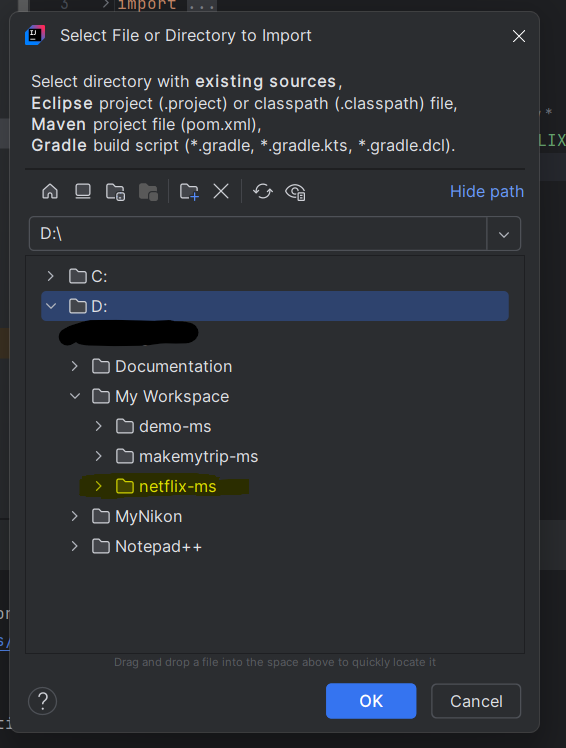 3 import ...
Select File or Directory to Import
Select directory with existing sources,
Eclipse project (.project) or classpath (.classpath) file,
Maven project file (pom.xml),
Gradle build script (*.gradle, *.gradle.kts, *.gradle.dcl).
Hide path
D:\
C:
D:
Documentation
My Workspace
demo-ms
makemytrip-ms
netflix-ms
MyNikon
Notepad++
Drag and drop a file into the space above to quickly locate it
? OK Cancel